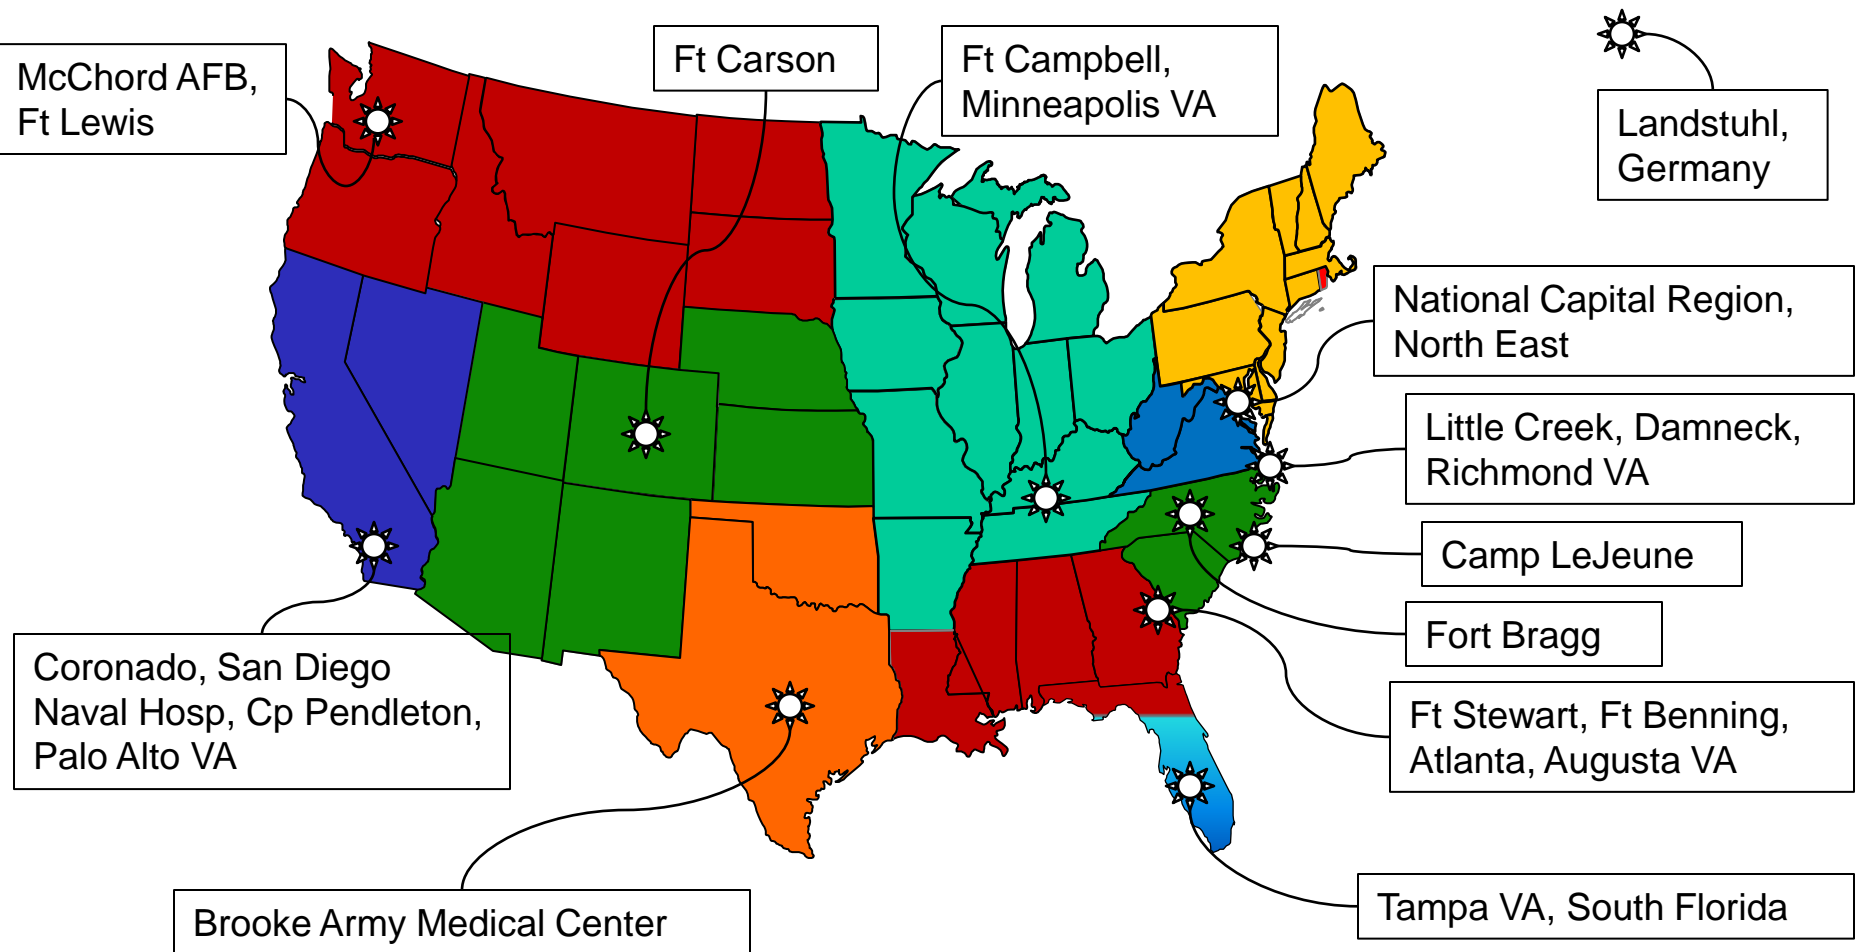 McChord AFB,
Ft Lewis
Ft Carson
Ft Campbell,
Minneapolis VA
Landstuhl,
Germany
National Capital Region,
North East
Little Creek, Damneck,
Richmond VA
Camp LeJeune
Fort Bragg
Ft Stewart, Ft Benning,
Atlanta, Augusta VA
Coronado, San Diego
Naval Hosp, Cp Pendleton,
Palo Alto VA
Brooke Army Medical Center
Tampa VA, South Florida